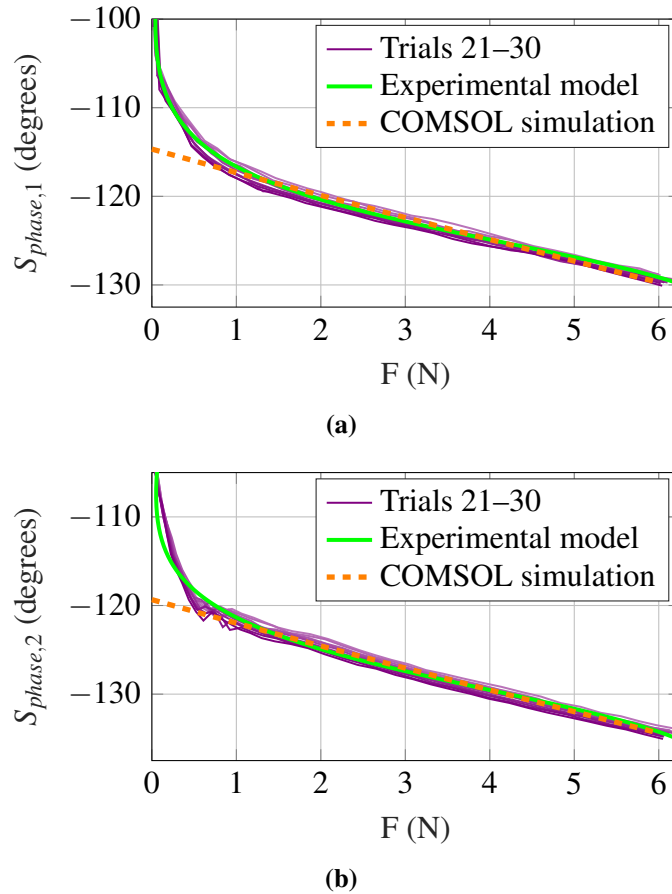 −100
−110
−120
−130
S_phase,1 (degrees)
Trials 21–30
Experimental model
COMSOL simulation
0 1 2 3 4 5 6
F (N)
(a)
−110
−120
−130
S_phase,2 (degrees)
Trials 21–30
Experimental model
COMSOL simulation
0 1 2 3 4 5 6
F (N)
(b)